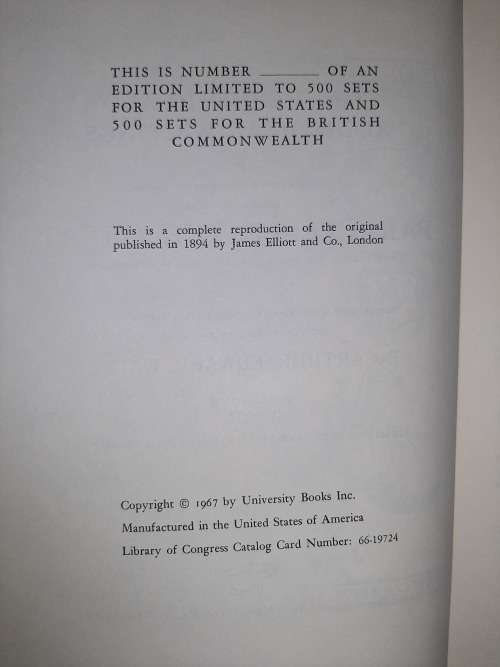 THIS IS NUMBER ________ OF AN
EDITION LIMITED TO 500 SETS
FOR THE UNITED STATES AND
500 SETS FOR THE BRITISH
COMMONWEALTH
This is a complete reproduction of the original
published in 1894 by James Elliott and Co., London
Copyright © 1967 by University Books Inc.
Manufactured in the United States of America
Library of Congress Catalog Card Number: 66-19724